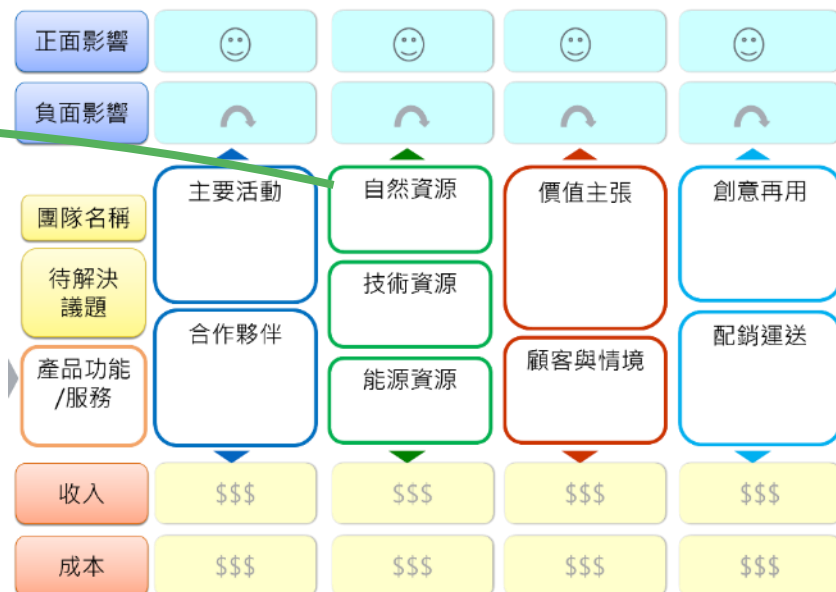 正面影響
負面影響
團隊名稱
待解決
議題
產品功能
/服務
主要活動
合作夥伴
自然資源
技術資源
能源資源
價值主張
顧客與情境
創意再用
配銷運送
收入
$$$
$$$
$$$
$$$
成本
$$$
$$$
$$$
$$$